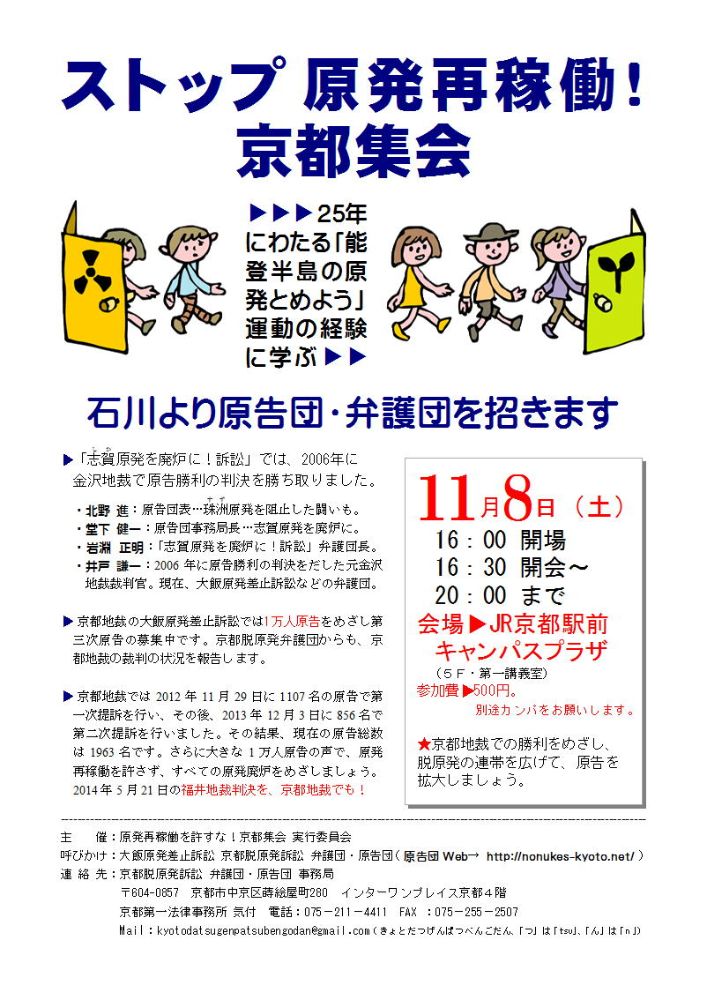 ストップ 原発再稼働！
京都集会
▶▶▶25年
にわたる「能
登半島の原
発とめよう」
運動の経験
に学ぶ▶▶
石川より原告団・弁護団を招きます
しか
▶「志賀原発を廃炉に！訴訟」では、2006年に
金沢地裁で原告勝利の判決を勝ち取りました。
すず
・北野 進：原告団表…珠洲原発を阻止した闘いも。
・堂下 健一：原告団事務局長…志賀原発を廃炉に。
・岩淵 正明：「志賀原発を廃炉に！訴訟」弁護団長。
・井戸 謙一：2006 年に原告勝利の判決をだした元金沢
地裁裁判官。現在、大飯原発差止訴訟などの弁護団。
▶京都地裁の大飯原発差止訴訟では1万人原告をめざし第
三次原告の募集中です。京都脱原発弁護団からも、京
都地裁の裁判の状況を報告します。
▶京都地裁では 2012 年 11 月 29 日に 1107 名の原告で第
一次提訴を行い、その後、2013 年 12 月 3 日に 856 名で
第二次提訴を行いました。その結果、現在の原告総数
は 1963 名です。さらに大きな 1 万人原告の声で、原発
再稼働を許さず、すべての原発廃炉をめざしましょう。
2014 年 5 月 21 日の福井地裁判決を、京都地裁でも！
11月8日（土）
16：00 開場
16：30 開会～
20：00 まで
会場▶JR京都駅前
キャンパスプラザ
（５Ｆ・第一講義室）
参加費▶500円。
別途カンパをお願いします。
★京都地裁での勝利をめざし、
脱原発の連帯を広げて、原告を
拡大しましょう。
主　　催：原発再稼働を許すな！京都集会 実行委員会
呼びかけ：大飯原発差止訴訟 京都脱原発訴訟 弁護団・原告団（ 原告団 Web→ http://nonukes-kyoto.net/ ）
連 絡 先：京都脱原発訴訟 弁護団・原告団 事務局
〒604-0857　京都市中京区蒔絵屋町280　インターワンプレイス京都４階
京都第一法律事務所 気付　電話：075－211－4411　FAX ：075－255－2507
Mail：kyotodatsugenpatsubengodan@gmail.com（きょとだつげんぱつべんごだん、「つ」は「tsu」、「ん」は「n」）